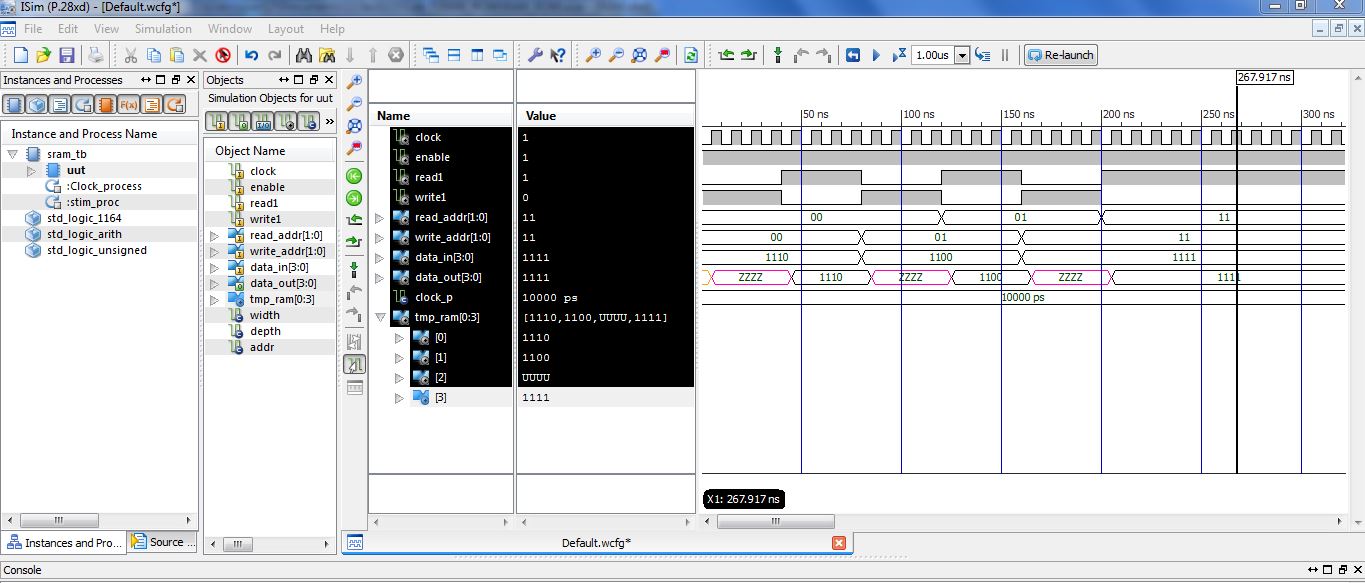 ISim (P.28xd) - [Default.wcfg*]
File Edit View Simulation Window Layout Help
1.00us Re-launch
Instances and Processes
Objects
Simulation Objects for uut
Instance and Process Name
sram_tb
uut
:Clock_process
:stim_proc
std_logic_1164
std_logic_arith
std_logic_unsigned
Object Name
clock
enable
read1
write1
read_addr[1:0]
write_addr[1:0]
data_in[3:0]
data_out[3:0]
tmp_ram[0:3]
width
depth
addr
Name Value
clock 1
enable 1
read1 1
write1 0
read_addr[1:0] 11
write_addr[1:0] 11
data_in[3:0] 1111
data_out[3:0] 1111
clock_p 10000 ps
tmp_ram[0:3] [1110,1100,UUUU,1111]
[0] 1110
[1] 1100
[2] UUUU
[3] 1111
267.917 ns
50 ns 100 ns 150 ns 200 ns 250 ns 300 ns
00 01 11
00 01 11
1110 1100 1111
ZZZZ 1110 ZZZZ 1100 ZZZZ 1111
10000 ps
X1: 267.917 ns
Instances and Pro... Source ...
Default.wcfg*
Console